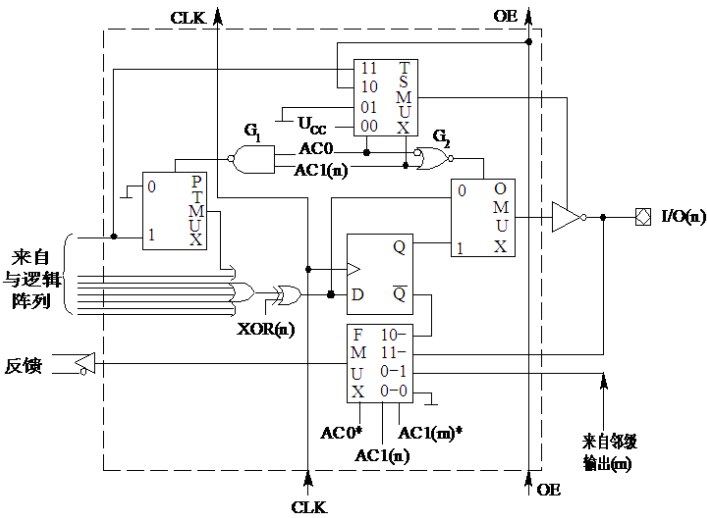 CLK
OE
11
10
01
00
T
S
M
U
X
U_CC
G₁
G₂
AC0
AC1(n)
0
1
P
T
M
U
X
0
1
O
M
U
X
I/O(n)
来自
与逻辑
阵列
Q
D
Q̅
XOR(n)
F
M
U
X
10-
11-
0-1
0-0
反馈
AC0*
AC1(m)*
AC1(n)
来自邻级
输出(m)
CLK
OE